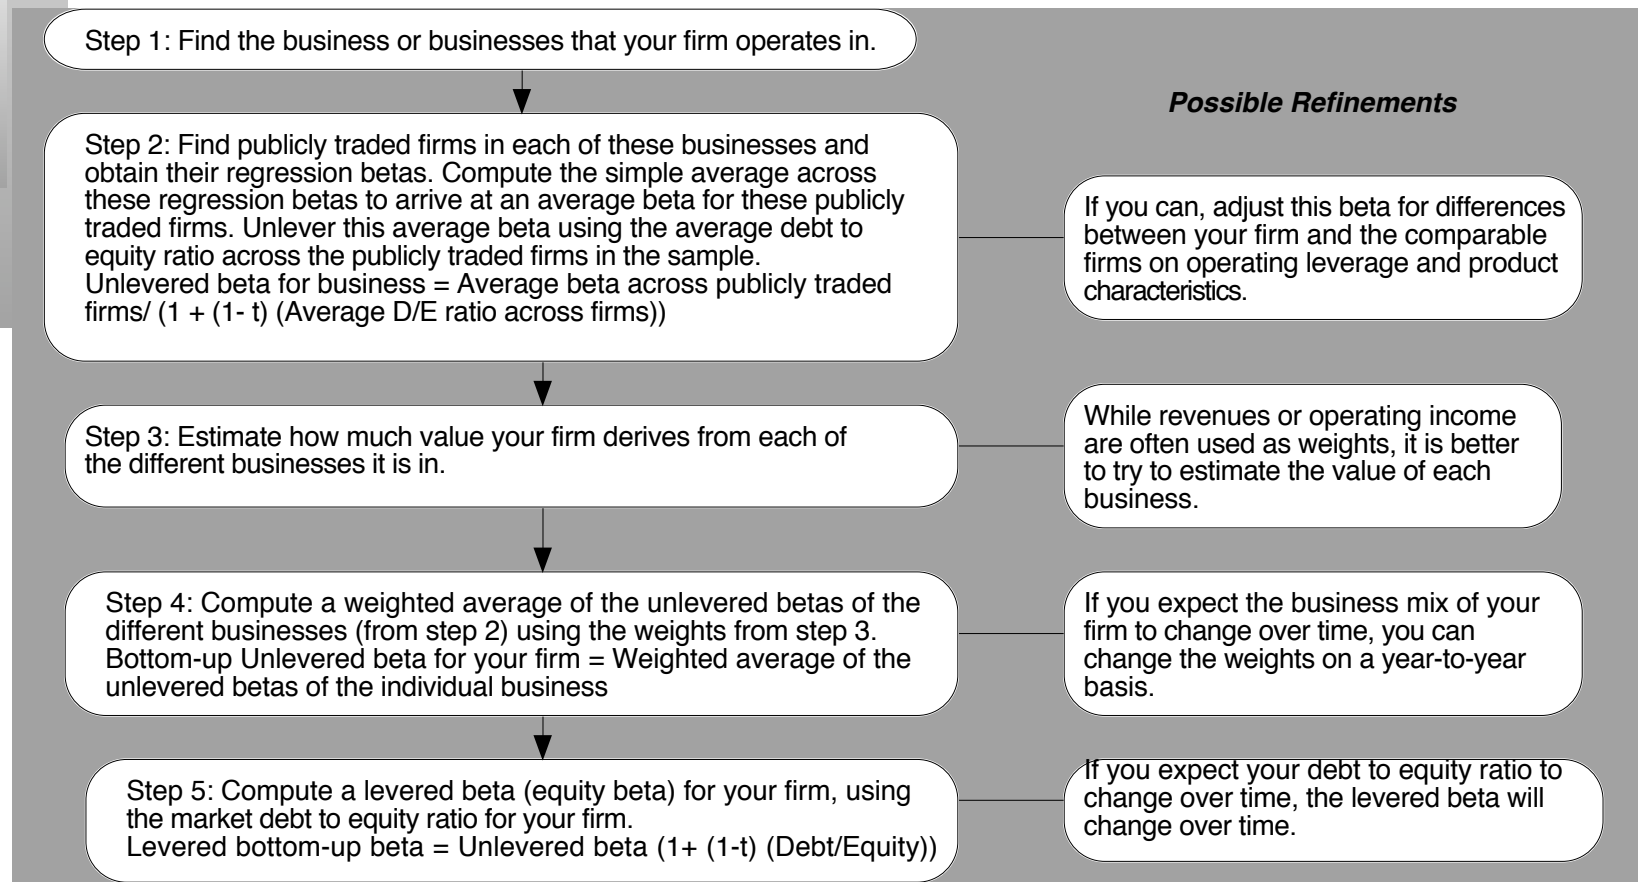 Step 1: Find the business or businesses that your firm operates in.
Possible Refinements
Step 2: Find publicly traded firms in each of these businesses and
obtain their regression betas. Compute the simple average across
these regression betas to arrive at an average beta for these publicly
traded firms. Unlever this average beta using the average debt to
equity ratio across the publicly traded firms in the sample.
Unlevered beta for business = Average beta across publicly traded
firms/ (1 + (1- t) (Average D/E ratio across firms))
If you can, adjust this beta for differences
between your firm and the comparable
firms on operating leverage and product
characteristics.
Step 3: Estimate how much value your firm derives from each of
the different businesses it is in.
While revenues or operating income
are often used as weights, it is better
to try to estimate the value of each
business.
Step 4: Compute a weighted average of the unlevered betas of the
different businesses (from step 2) using the weights from step 3.
Bottom-up Unlevered beta for your firm = Weighted average of the
unlevered betas of the individual business
If you expect the business mix of your
firm to change over time, you can
change the weights on a year-to-year
basis.
Step 5: Compute a levered beta (equity beta) for your firm, using
the market debt to equity ratio for your firm.
Levered bottom-up beta = Unlevered beta (1+ (1-t) (Debt/Equity))
If you expect your debt to equity ratio to
change over time, the levered beta will
change over time.